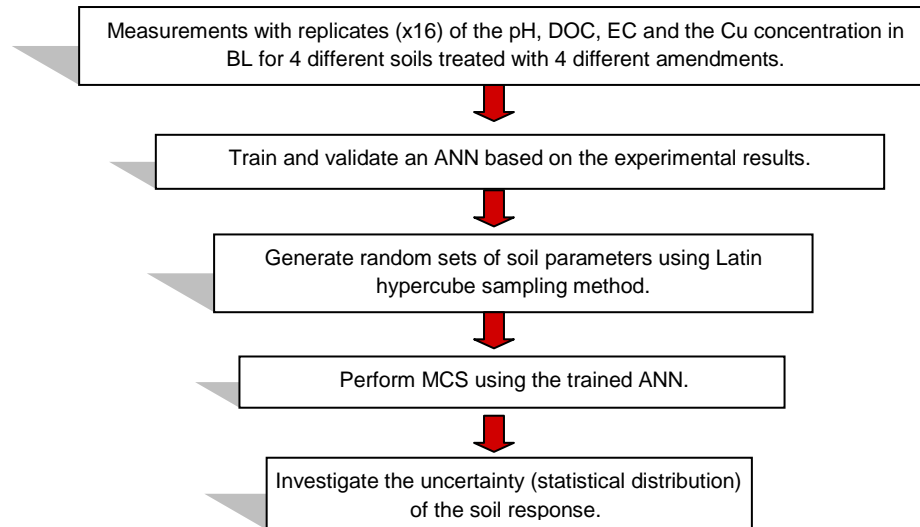 Measurements with replicates (x16) of the pH, DOC, EC and the Cu concentration in
BL for 4 different soils treated with 4 different amendments.
Train and validate an ANN based on the experimental results.
Generate random sets of soil parameters using Latin
hypercube sampling method.
Perform MCS using the trained ANN.
Investigate the uncertainty (statistical distribution)
of the soil response.